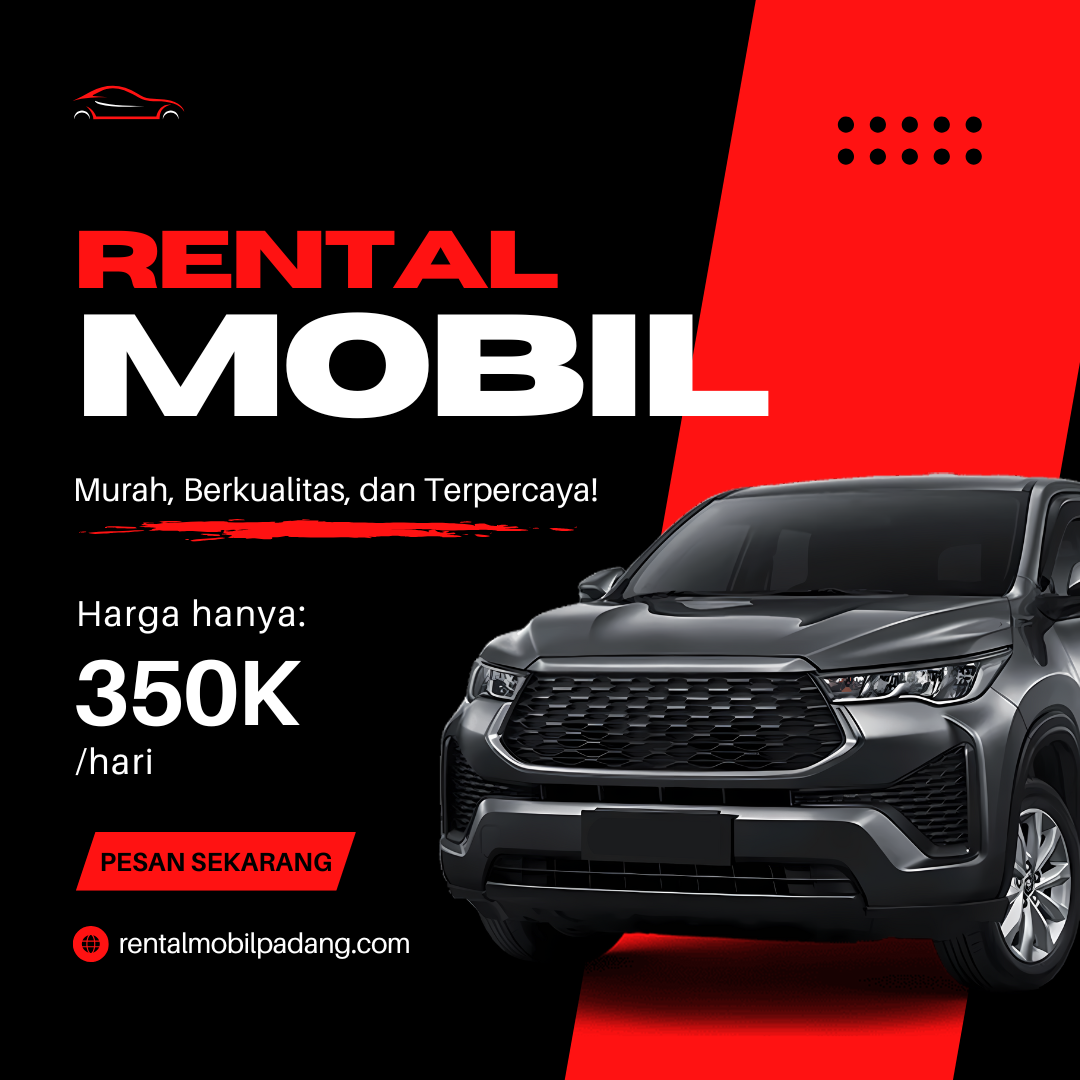 RENTAL
MOBIL
Murah, Berkualitas, dan Terpercaya!
Harga hanya:
350K
/hari
PESAN SEKARANG
rentalmobilpadang.com